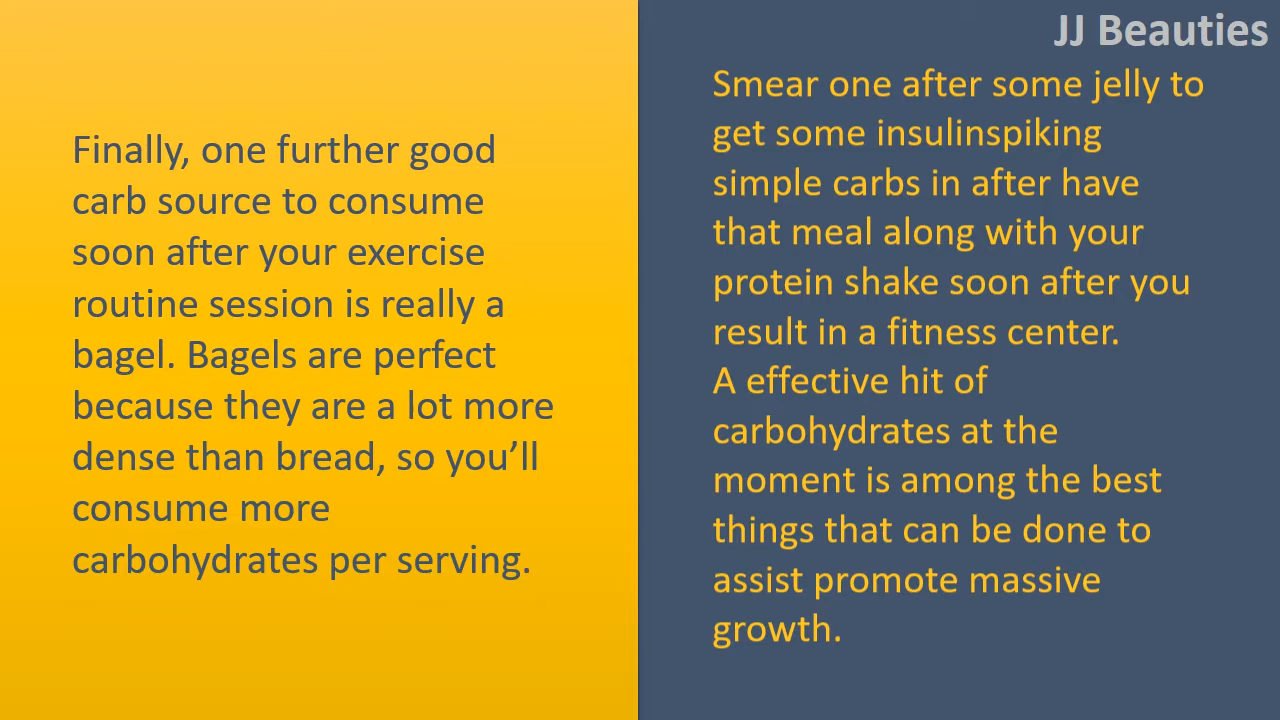 JJ Beauties
Finally, one further good
carb source to consume
soon after your exercise
routine session is really a
bagel. Bagels are perfect
because they are a lot more
dense than bread, so you’ll
consume more
carbohydrates per serving.
Smear one after some jelly to
get some insulinspiking
simple carbs in after have
that meal along with your
protein shake soon after you
result in a fitness center.
A effective hit of
carbohydrates at the
moment is among the best
things that can be done to
assist promote massive
growth.